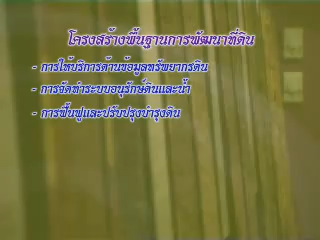 โครงสร้างพื้นฐานการพัฒนาที่ดิน
- การให้บริการด้านข้อมูลทรัพยากรดิน
- การจัดทำระบบอนุรักษ์ดินและน้ำ
- การฟื้นฟูและปรับปรุงบำรุงดิน